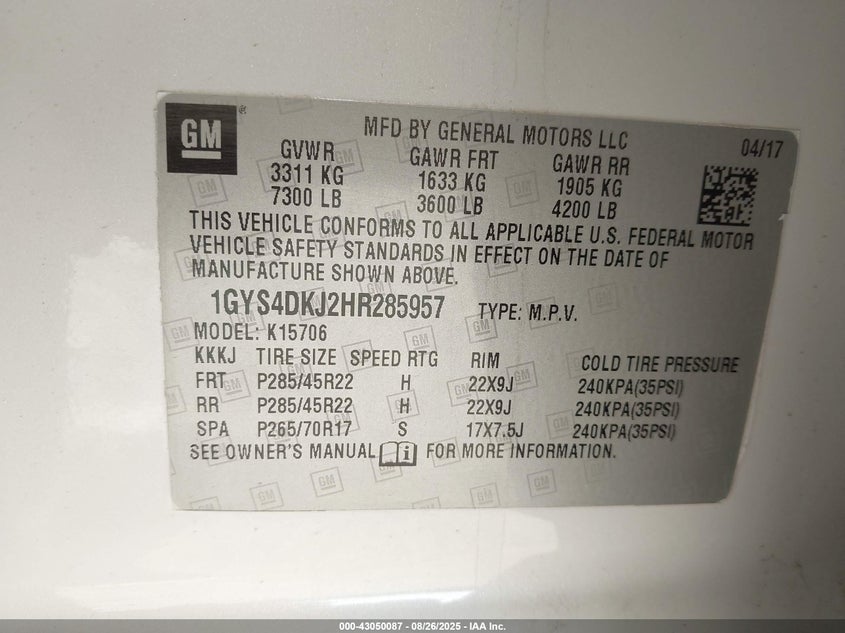 GM
MFD BY GENERAL MOTORS LLC
04/17
GVWR GAWR FRT GAWR RR
3311 KG 1633 KG 1905 KG
7300 LB 3600 LB 4200 LB
THIS VEHICLE CONFORMS TO ALL APPLICABLE U.S. FEDERAL MOTOR
VEHICLE SAFETY STANDARDS IN EFFECT ON THE DATE OF
MANUFACTURE SHOWN ABOVE.
1GYS4DKJ2HR285957 TYPE: M.P.V.
MODEL: K15706
KKKJ TIRE SIZE SPEED RTG RIM COLD TIRE PRESSURE
FRT P285/45R22 H 22X9J 240KPA(35PSI)
RR P285/45R22 H 22X9J 240KPA(35PSI)
SPA P265/70R17 S 17X7.5J 240KPA(35PSI)
SEE OWNER'S MANUAL i FOR MORE INFORMATION.
000-43050087 - 08/26/2025 - IAA Inc.